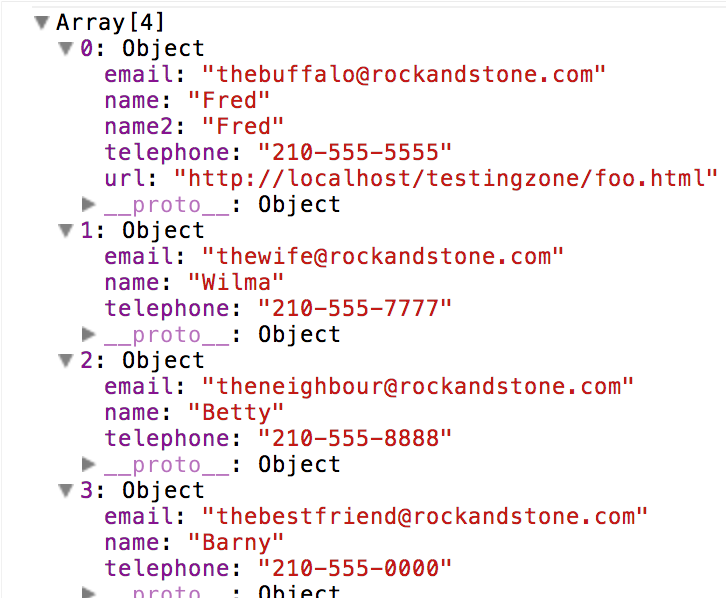 Array[4]
0: Object
email: "thebuffalo@rockandstone.com"
name: "Fred"
name2: "Fred"
telephone: "210-555-5555"
url: "http://localhost/testingzone/foo.html"
__proto__: Object
1: Object
email: "thewife@rockandstone.com"
name: "Wilma"
telephone: "210-555-7777"
__proto__: Object
2: Object
email: "theneighbour@rockandstone.com"
name: "Betty"
telephone: "210-555-8888"
__proto__: Object
3: Object
email: "thebestfriend@rockandstone.com"
name: "Barny"
telephone: "210-555-0000"
__proto__: Object